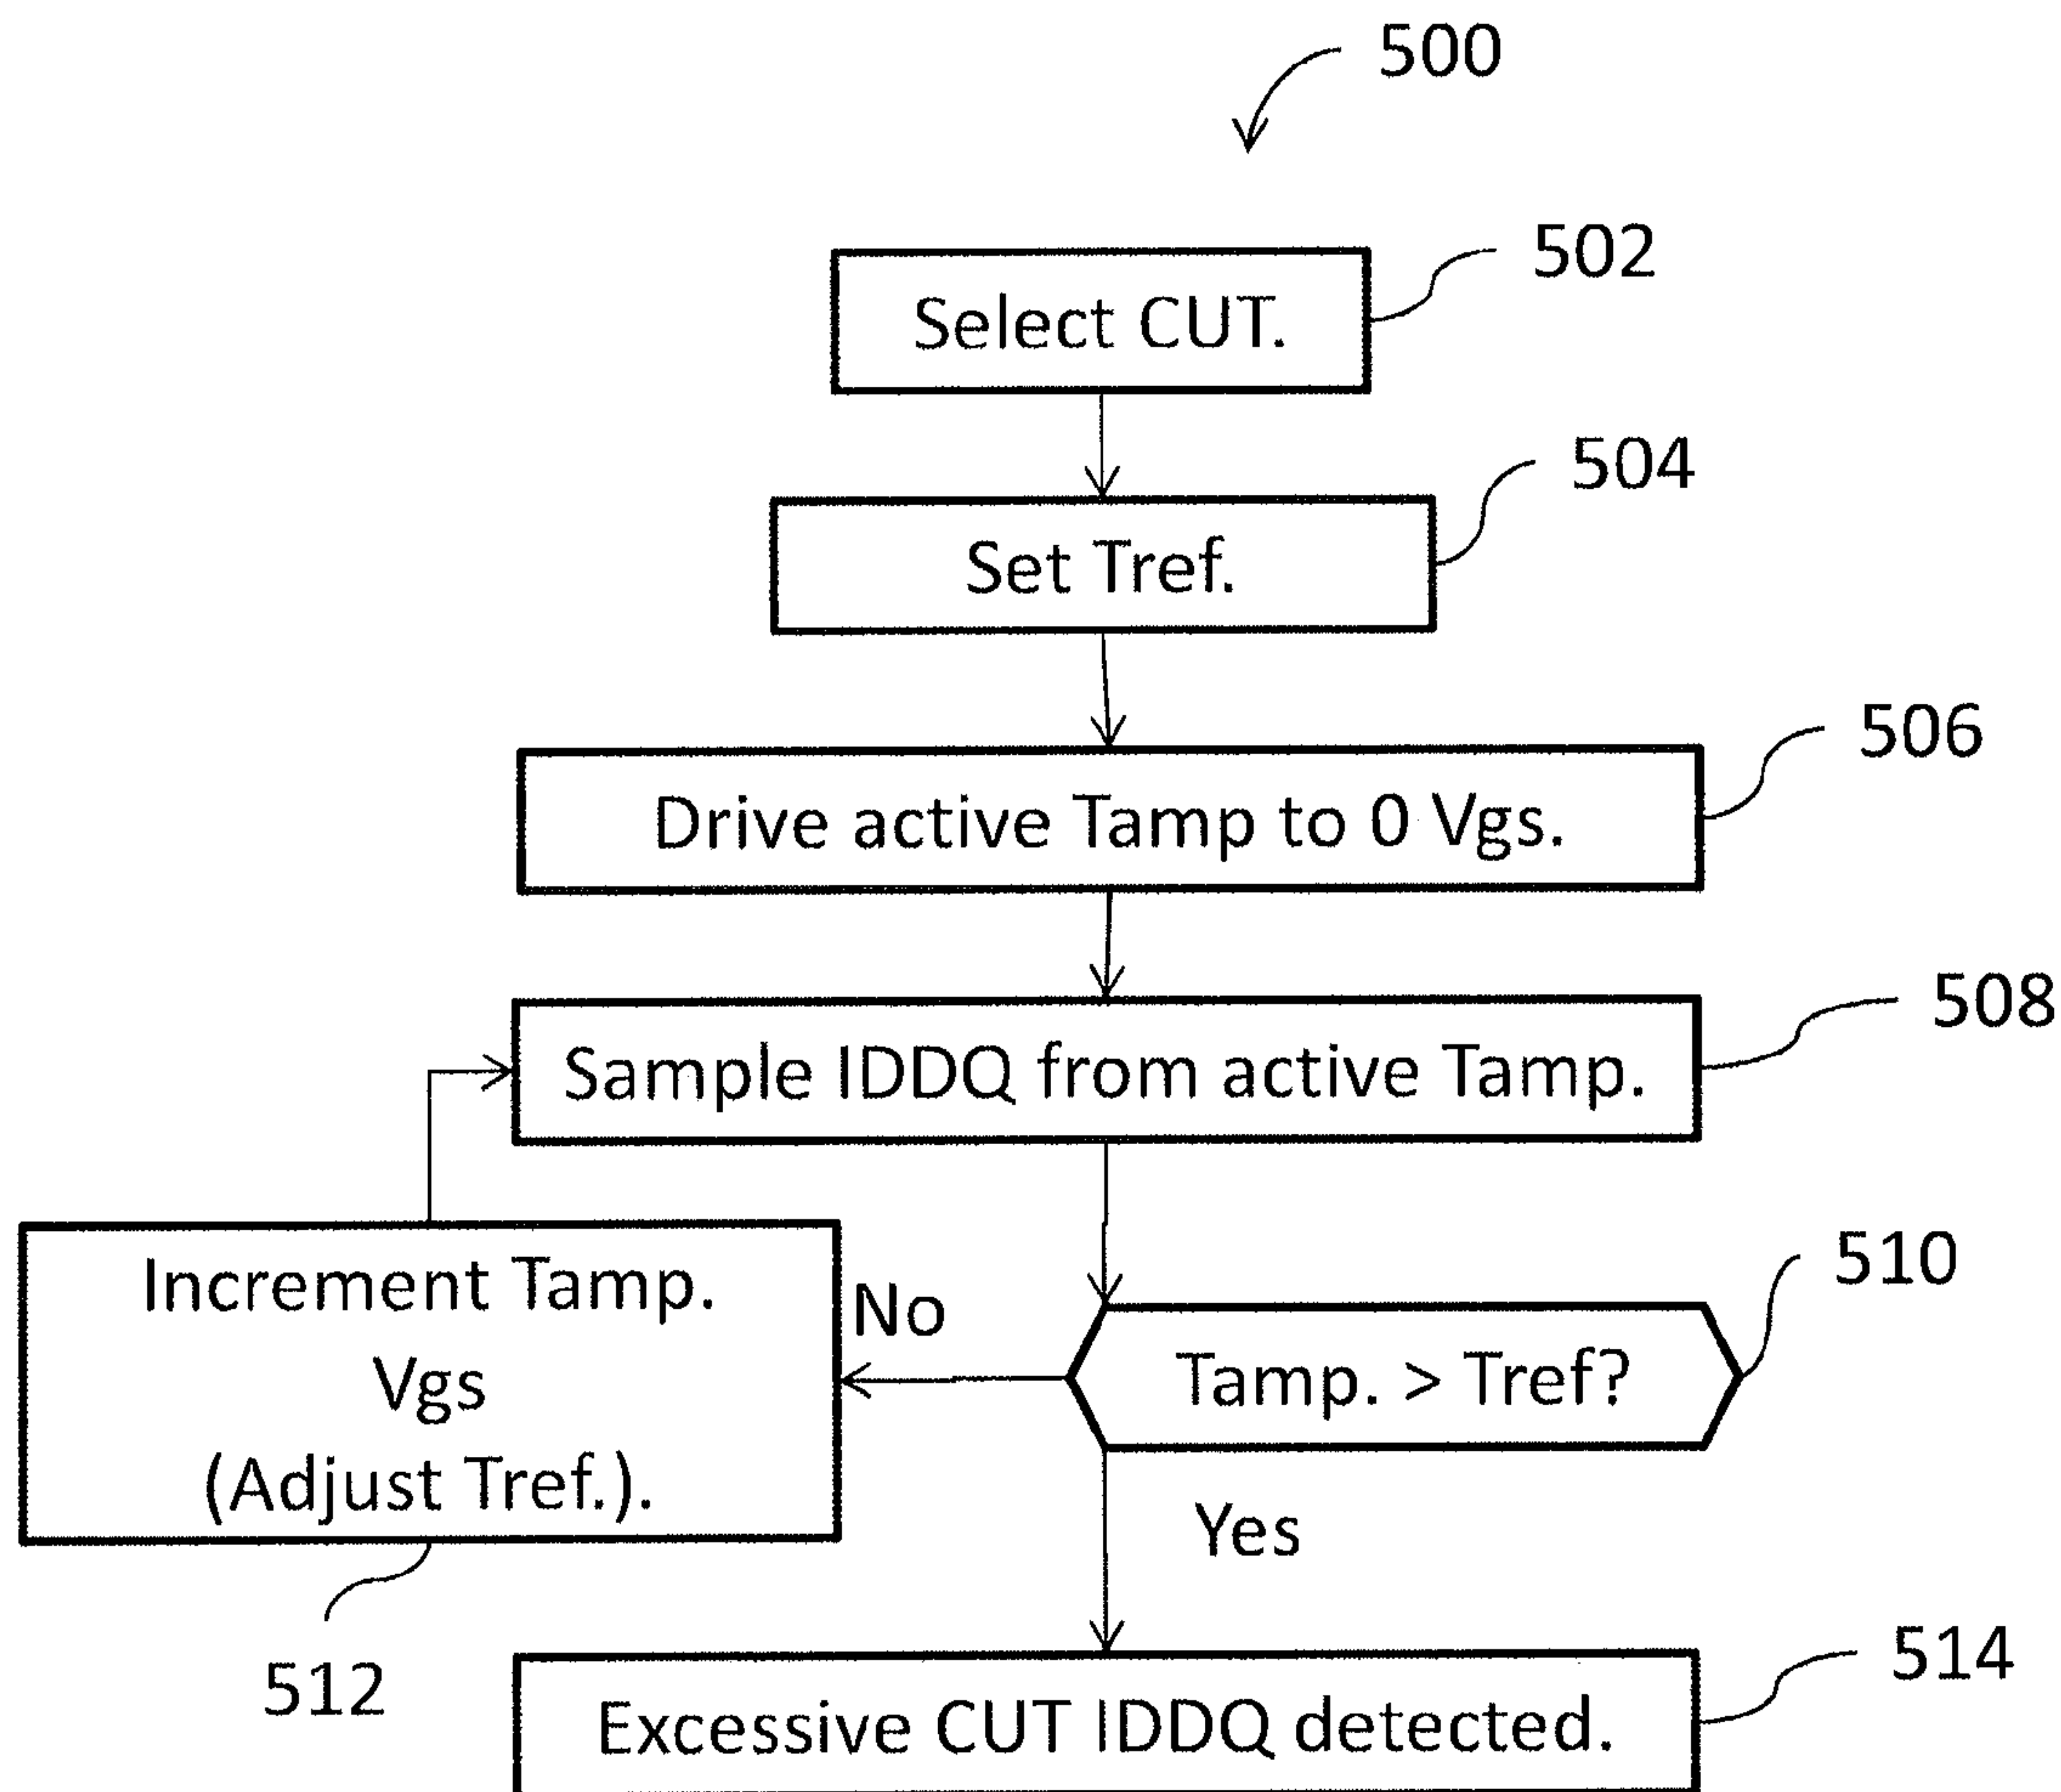 500
502
Select CUT.
504
Set Tref.
506
Drive active Tamp to 0 Vgs.
508
Sample IDDQ from active Tamp.
Increment Tamp.
Vgs
(Adjust Tref.).
No
510
Tamp. > Tref?
Yes
512
514
Excessive CUT IDDQ detected.